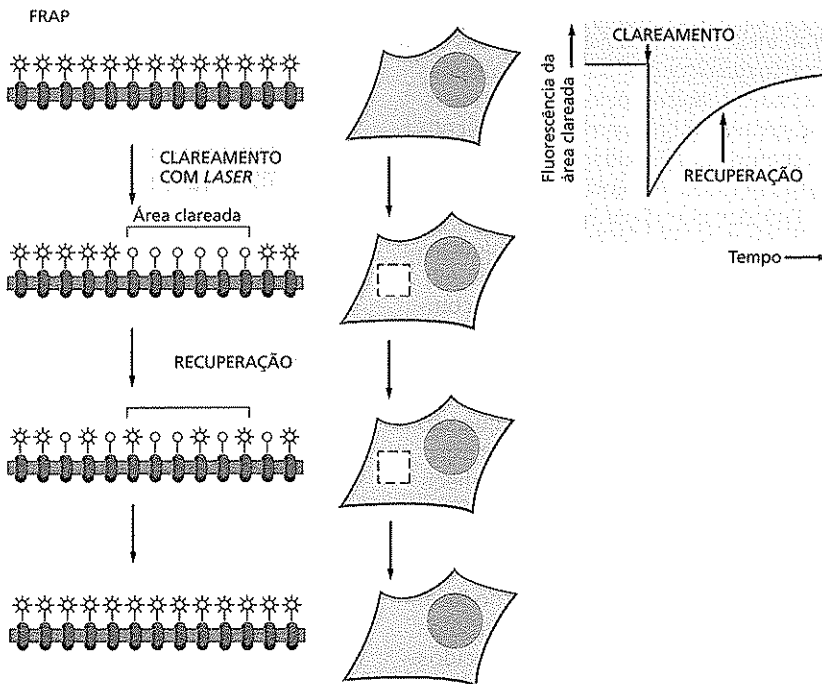 FRAP
CLAREAMENTO
COM LASER
Área clareada
RECUPERAÇÃO
Fluorescência da
área clareada
CLAREAMENTO
RECUPERAÇÃO
Tempo